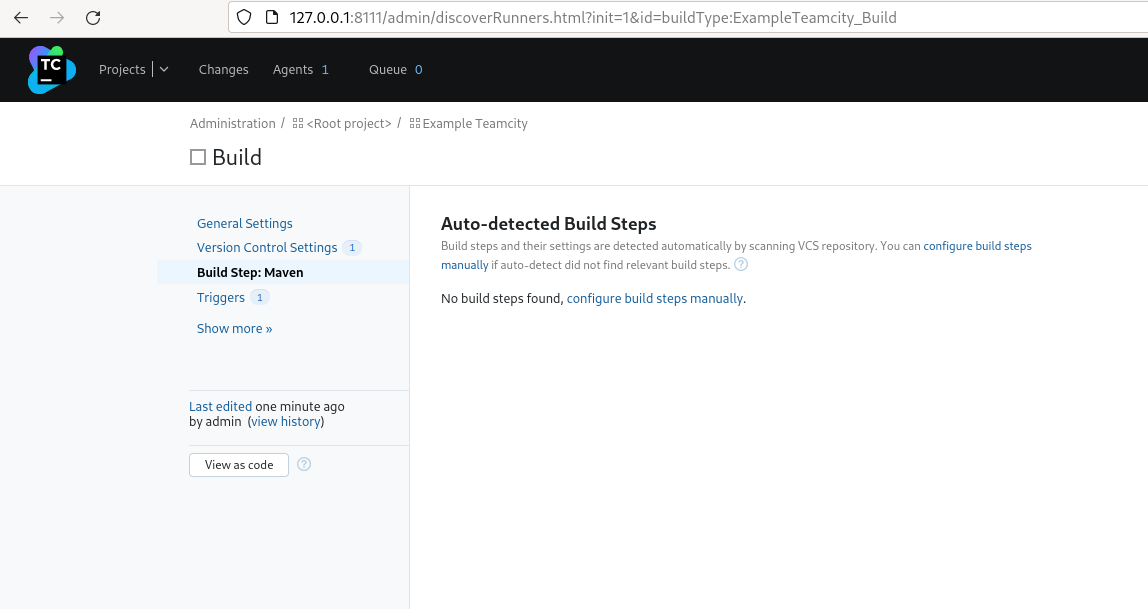 127.0.0.1:8111/admin/discoverRunners.html?init=1&id=buildType:ExampleTeamcity_Build
TC
Projects
Changes
Agents 1
Queue 0
Administration / <Root project> / Example Teamcity
Build
General Settings
Version Control Settings 1
Build Step: Maven
Triggers 1
Show more »
Last edited one minute ago
by admin (view history)
View as code ?
Auto-detected Build Steps
Build steps and their settings are detected automatically by scanning VCS repository. You can configure build steps
manually if auto-detect did not find relevant build steps. ?
No build steps found, configure build steps manually.